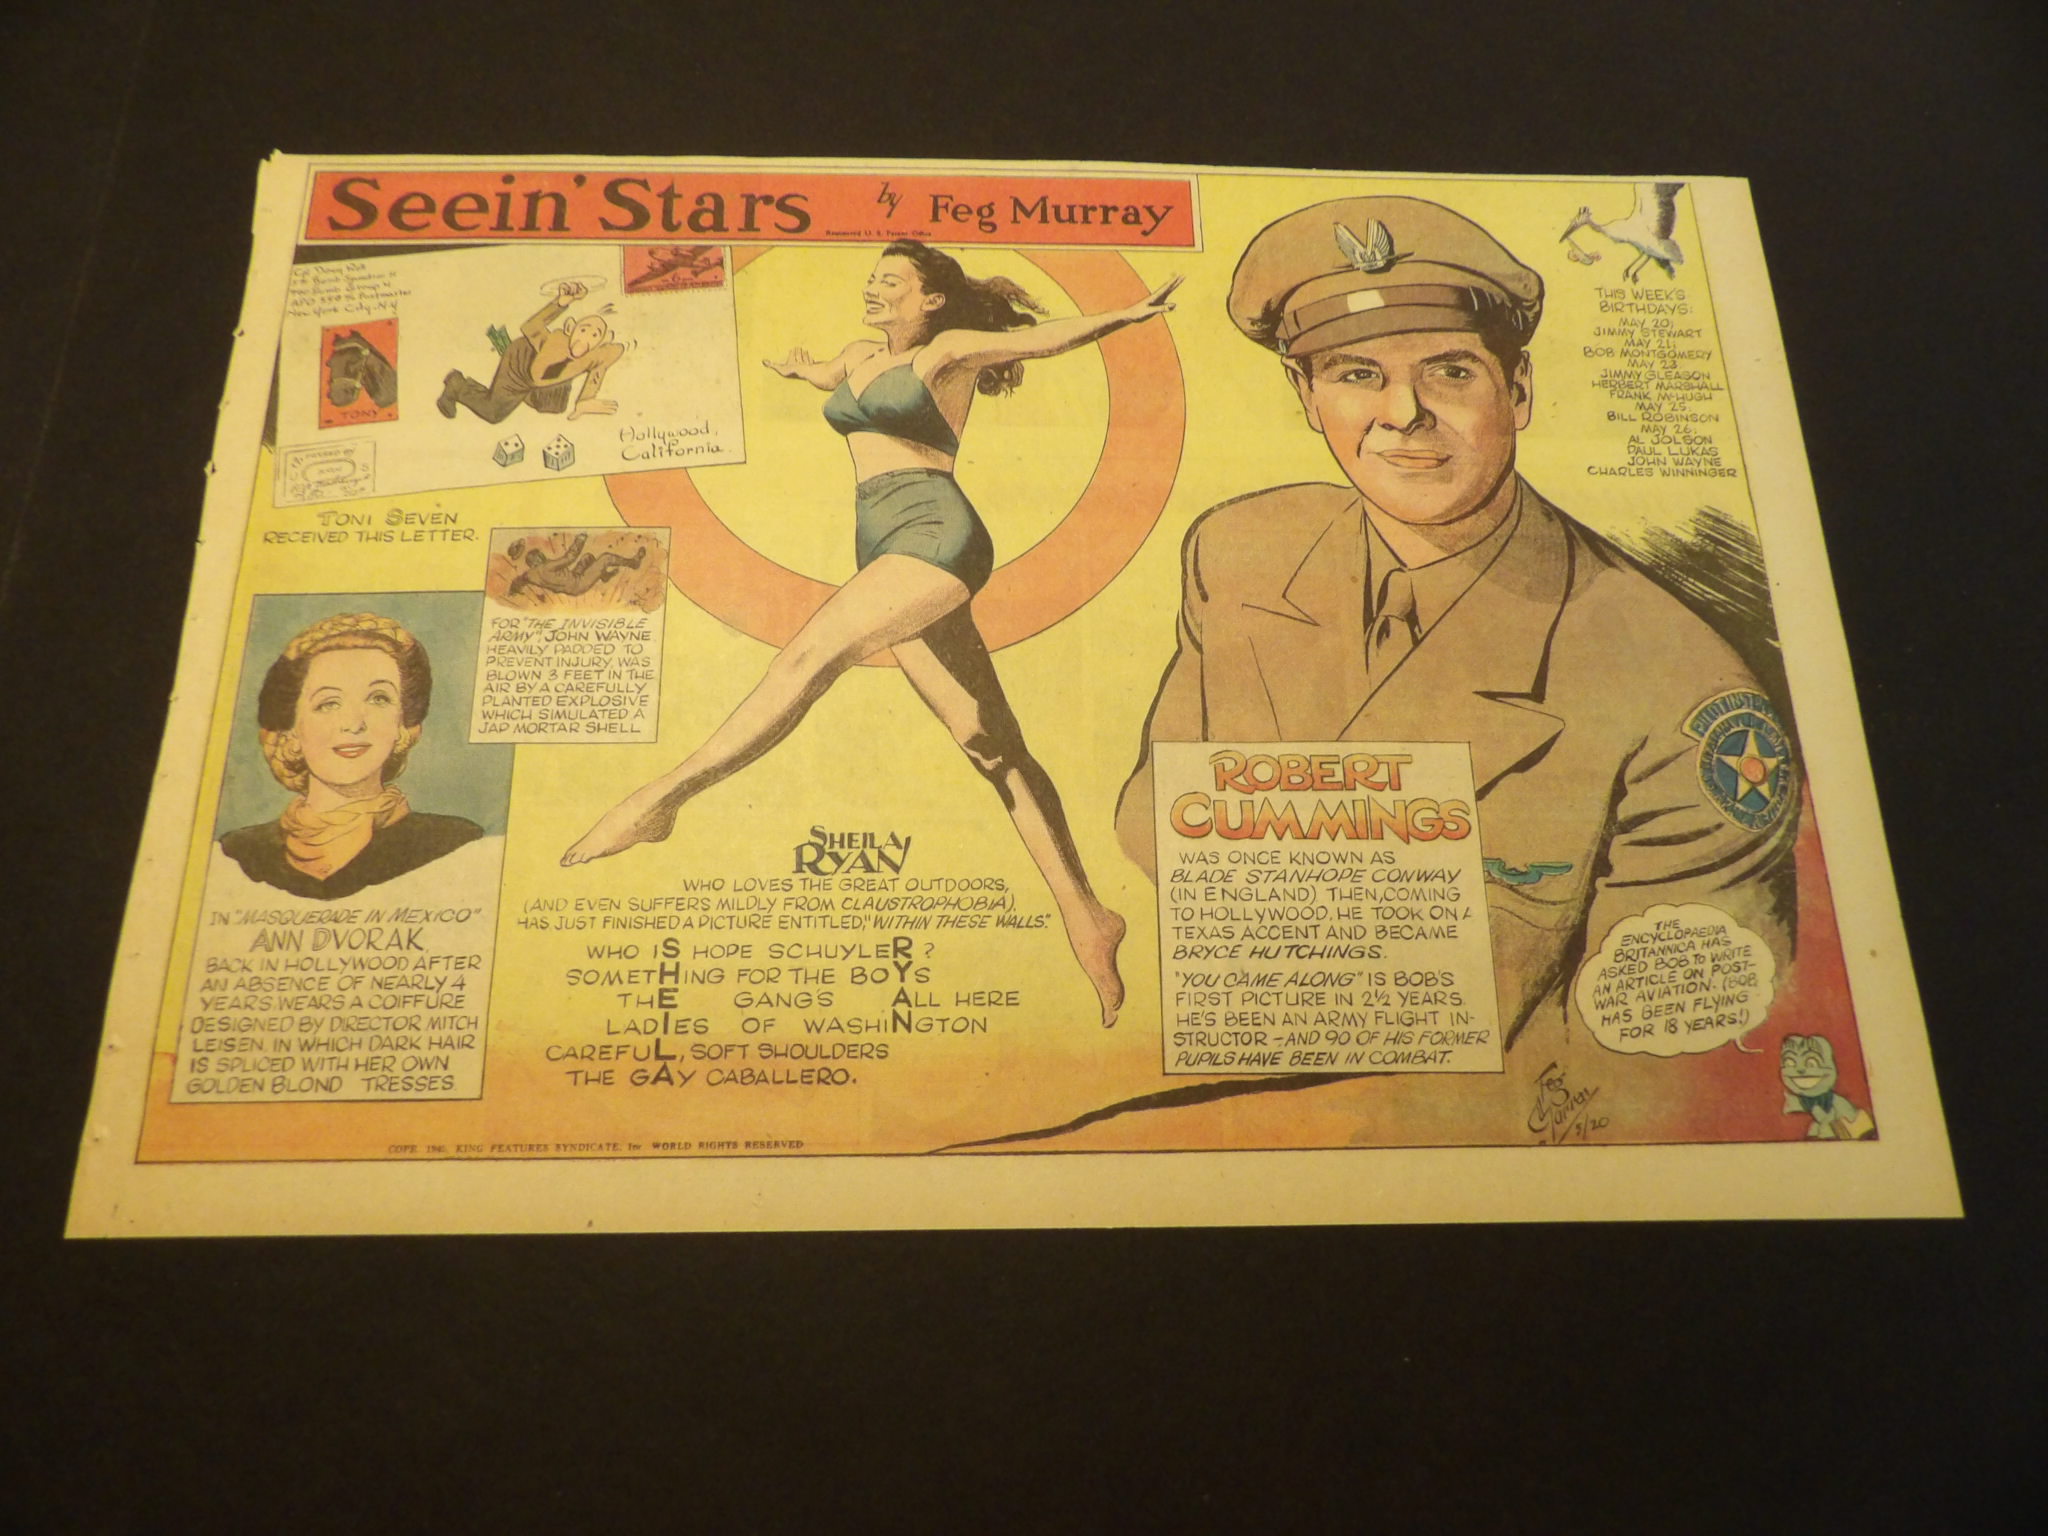 Seein' Stars by Feg Murray
Registered U. S. Patent Office
New York City, N.Y.
TONY
Hollywood,
California.
TONI SEVEN
RECEIVED THIS LETTER.
FOR "THE INVISIBLE
ARMY", JOHN WAYNE,
HEAVILY PADDED TO
PREVENT INJURY, WAS
BLOWN 3 FEET IN THE
AIR BY A CAREFULLY
PLANTED EXPLOSIVE
WHICH SIMULATED A
JAP MORTAR SHELL
IN "MASQUERADE IN MEXICO"
ANN DVORAK,
BACK IN HOLLYWOOD AFTER
AN ABSENCE OF NEARLY 4
YEARS, WEARS A COIFFURE
DESIGNED BY DIRECTOR MITCH
LEISEN, IN WHICH DARK HAIR
IS SPLICED WITH HER OWN
GOLDEN BLOND TRESSES.
SHEILA
RYAN
WHO LOVES THE GREAT OUTDOORS,
(AND EVEN SUFFERS MILDLY FROM CLAUSTROPHOBIA),
HAS JUST FINISHED A PICTURE ENTITLED, "WITHIN THESE WALLS".
WHO IS HOPE SCHUYLER?
SOMETHING FOR THE BOYS
THE GANG'S ALL HERE
LADIES OF WASHINGTON
CAREFUL, SOFT SHOULDERS
THE GAY CABALLERO.
ROBERT
CUMMINGS
WAS ONCE KNOWN AS
BLADE STANHOPE CONWAY
(IN ENGLAND) THEN, COMING
TO HOLLYWOOD, HE TOOK ON A
TEXAS ACCENT AND BECAME
BRYCE HUTCHINGS.
"YOU CAME ALONG" IS BOB'S
FIRST PICTURE IN 2½ YEARS.
HE'S BEEN AN ARMY FLIGHT IN-
STRUCTOR - AND 90 OF HIS FORMER
PUPILS HAVE BEEN IN COMBAT.
THIS WEEK'S
BIRTHDAYS:
MAY 20;
JIMMY STEWART
MAY 21;
BOB MONTGOMERY
MAY 23
JIMMY GLEASON
HERBERT MARSHALL
FRANK McHUGH
MAY 25;
BILL ROBINSON
MAY 26;
AL JOLSON
PAUL LUKAS
JOHN WAYNE
CHARLES WINNINGER
THE
ENCYCLOPAEDIA
BRITANNICA HAS
ASKED BOB TO WRITE
AN ARTICLE ON POST-
WAR AVIATION. (BOB
HAS BEEN FLYING
FOR 18 YEARS!)
Feg
Murray
5/20
KING FEATURES SYNDICATE, Inc. WORLD RIGHTS RESERVED